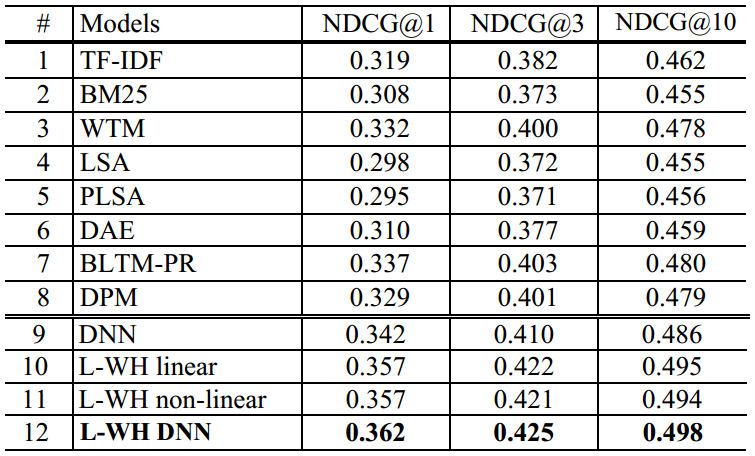 # Models NDCG@1 NDCG@3 NDCG@10
1 TF-IDF 0.319 0.382 0.462
2 BM25 0.308 0.373 0.455
3 WTM 0.332 0.400 0.478
4 LSA 0.298 0.372 0.455
5 PLSA 0.295 0.371 0.456
6 DAE 0.310 0.377 0.459
7 BLTM-PR 0.337 0.403 0.480
8 DPM 0.329 0.401 0.479
9 DNN 0.342 0.410 0.486
10 L-WH linear 0.357 0.422 0.495
11 L-WH non-linear 0.357 0.421 0.494
12 L-WH DNN 0.362 0.425 0.498